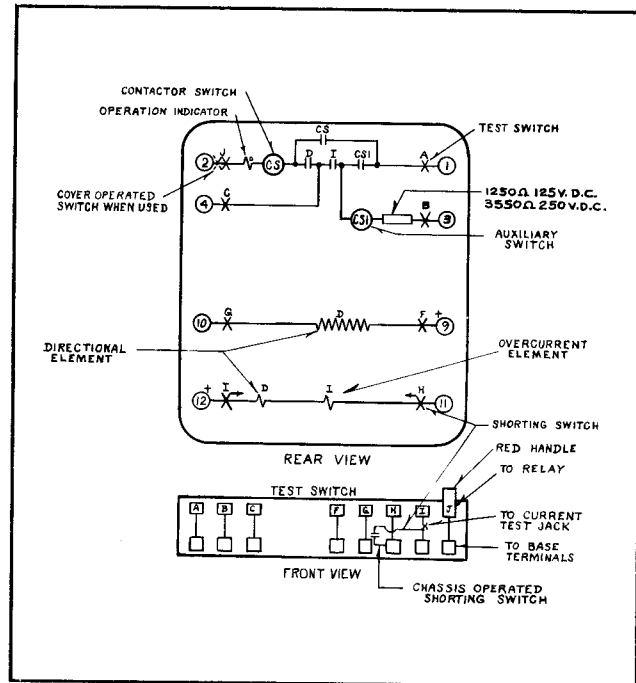 CONTACTOR SWITCH
OPERATION INDICATOR
CS
TEST SWITCH
2 J CS D I CS1 A 1
COVER OPERATED
SWITCH WHEN USED
4 C
1250Ω 125V. D.C.
3550Ω 250 V. D.C.
CS1 B 3
AUXILIARY
SWITCH
10 G D F + 9
DIRECTIONAL
ELEMENT
OVERCURRENT
ELEMENT
12 + I D I H 11
SHORTING SWITCH
REAR VIEW
RED HANDLE
TO RELAY
TEST SWITCH
A B C F G H I J
TO CURRENT
TEST JACK
TO BASE
TERMINALS
FRONT VIEW
CHASSIS OPERATED
SHORTING SWITCH